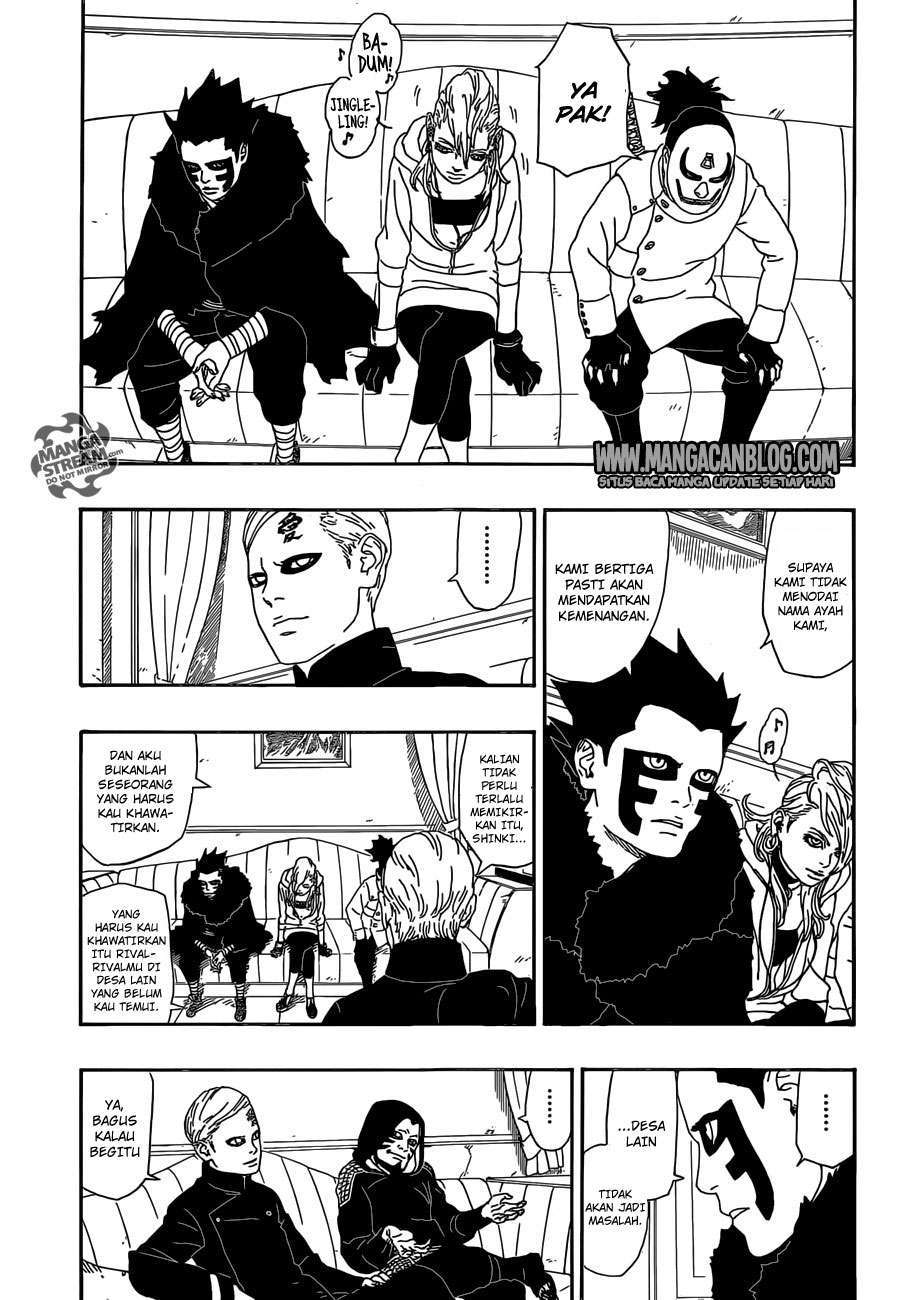 BA-
DUM!
JINGLE-
LING!
YA
PAK!
MANGA
STREAM.com
DO NOT MIRROR
WWW.MANGACANBLOG.COM
SITUS BACA MANGA UPDATE SETIAP HARI
SUPAYA
KAMI TIDAK
MENODAI
NAMA AYAH
KAMI,
KAMI BERTIGA
PASTI AKAN
MENDAPATKAN
KEMENANGAN.
愛
........
KALIAN
TIDAK
PERLU
TERLALU
MEMIKIR-
KAN ITU,
SHINKI...
DAN AKU
BUKANLAH
SESEORANG
YANG HARUS
KAU KHAWA-
TIRKAN.
YANG
HARUS KAU
KHAWATIRKAN
ITU RIVAL-
RIVALMU DI
DESA LAIN
YANG BELUM
KAU TEMUI.
......
...DESA
LAIN
TIDAK
AKAN JADI
MASALAH.
......
YA,
BAGUS
KALAU
BEGITU